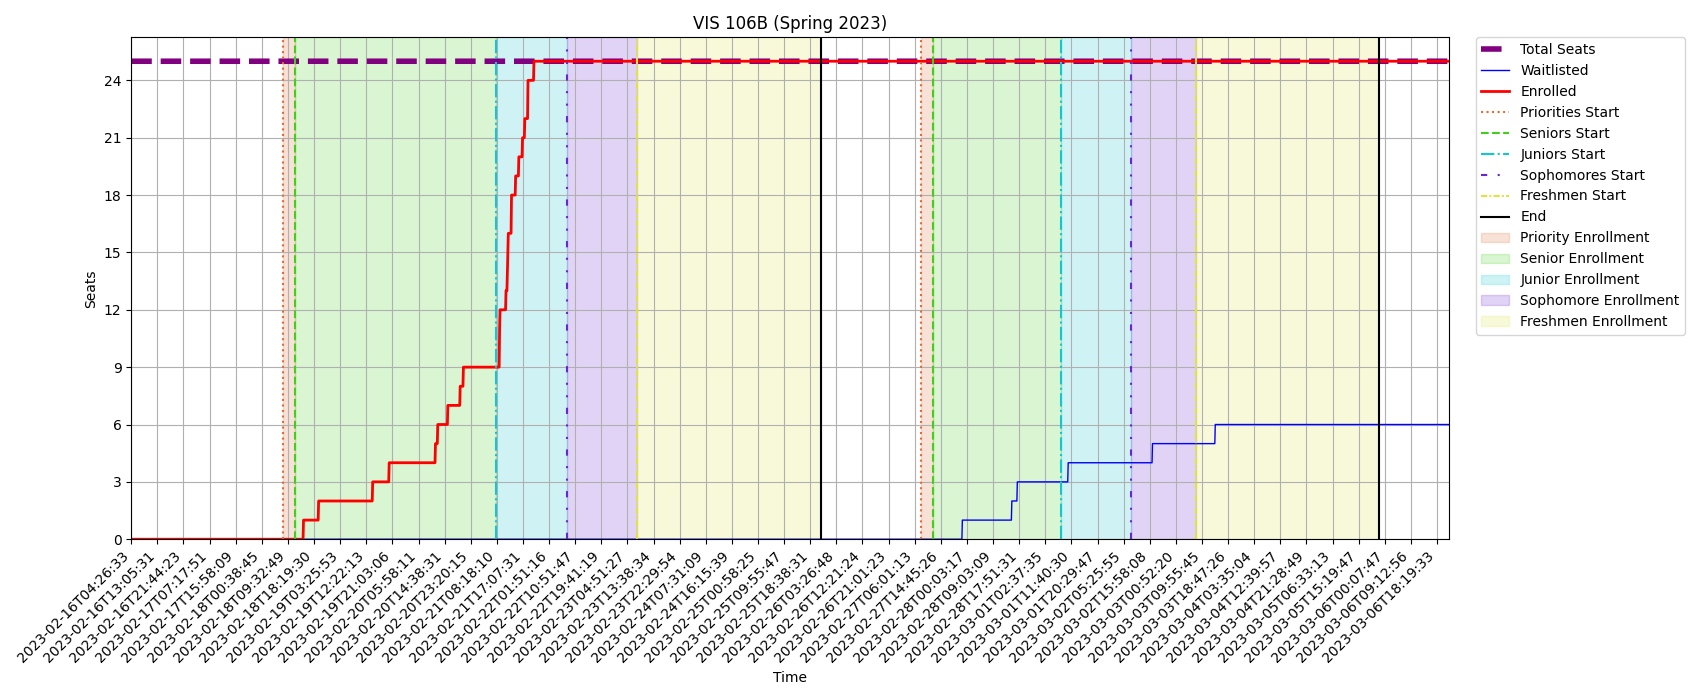 VIS 106B (Spring 2023)
Seats
24
21
18
15
12
9
6
3
0
2023-02-16T04:26:33
2023-02-16T13:05:31
2023-02-16T21:44:23
2023-02-17T07:17:51
2023-02-17T15:58:09
2023-02-18T00:38:45
2023-02-18T09:32:49
2023-02-18T18:19:30
2023-02-19T03:25:53
2023-02-19T12:22:13
2023-02-19T21:03:06
2023-02-20T05:58:11
2023-02-20T14:38:31
2023-02-20T23:20:15
2023-02-21T08:18:10
2023-02-21T17:07:31
2023-02-22T01:51:16
2023-02-22T10:51:47
2023-02-22T19:41:19
2023-02-23T04:51:27
2023-02-23T13:38:34
2023-02-23T22:29:54
2023-02-24T07:31:09
2023-02-24T16:15:39
2023-02-25T00:58:25
2023-02-25T09:55:47
2023-02-25T18:38:31
2023-02-26T03:26:48
2023-02-26T12:21:24
2023-02-26T21:01:23
2023-02-27T06:01:13
2023-02-27T14:45:26
2023-02-28T00:03:17
2023-02-28T09:03:09
2023-02-28T17:51:31
2023-03-01T02:37:35
2023-03-01T11:40:30
2023-03-01T20:29:47
2023-03-02T05:25:55
2023-03-02T15:58:08
2023-03-03T00:52:20
2023-03-03T09:55:45
2023-03-03T18:47:26
2023-03-04T03:35:04
2023-03-04T12:39:57
2023-03-04T21:28:49
2023-03-05T06:33:13
2023-03-05T15:19:47
2023-03-06T00:07:47
2023-03-06T09:12:56
2023-03-06T18:19:33
Time
Total Seats
Waitlisted
Enrolled
Priorities Start
Seniors Start
Juniors Start
Sophomores Start
Freshmen Start
End
Priority Enrollment
Senior Enrollment
Junior Enrollment
Sophomore Enrollment
Freshmen Enrollment